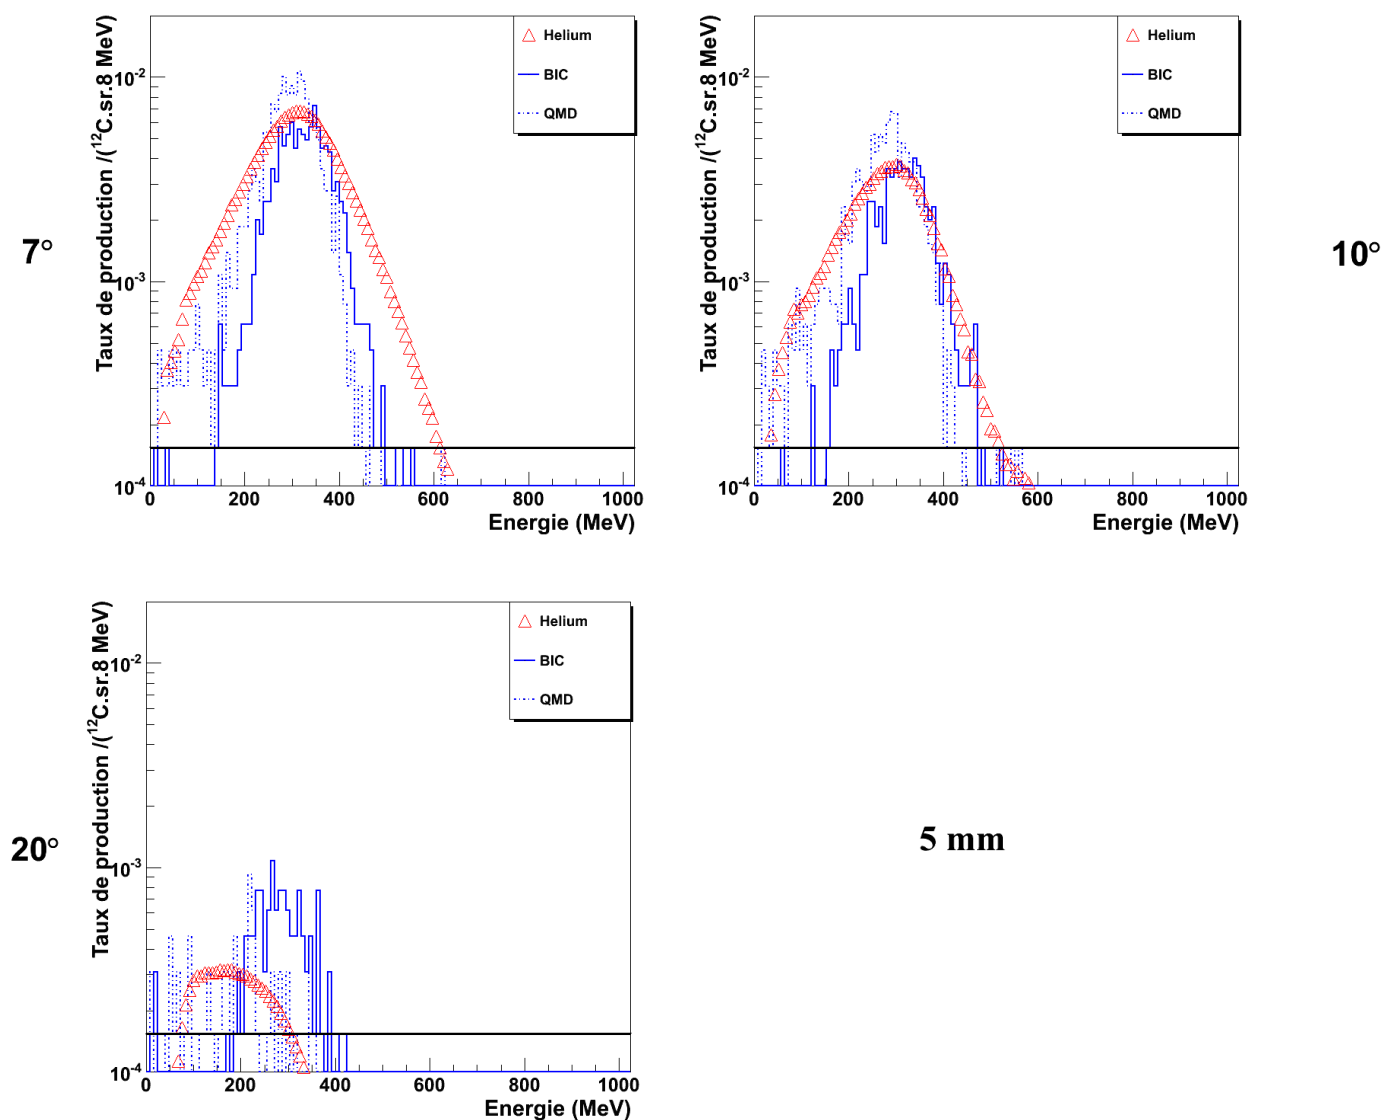 Taux de production /(¹²C.sr.8 MeV)
10⁻²
10⁻³
10⁻⁴
Helium
BIC
QMD
0 200 400 600 800 1000
Energie (MeV)
7°
Taux de production /(¹²C.sr.8 MeV)
10⁻²
10⁻³
10⁻⁴
Helium
BIC
QMD
0 200 400 600 800 1000
Energie (MeV)
10°
20°
Taux de production /(¹²C.sr.8 MeV)
10⁻²
10⁻³
10⁻⁴
Helium
BIC
QMD
0 200 400 600 800 1000
Energie (MeV)
5 mm